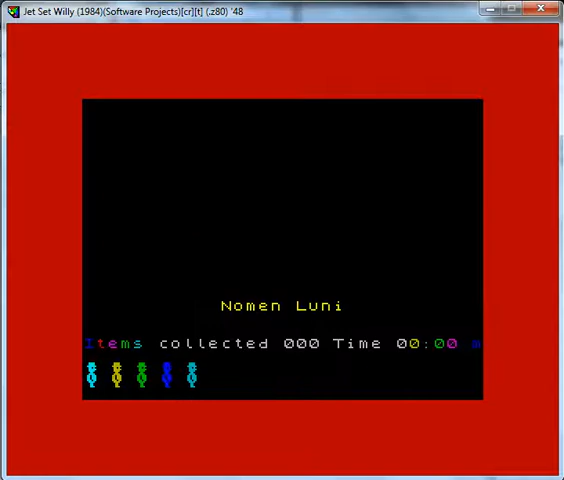 Jet Set Willy (1984)(Software Projects)[cr][t] (.z80) '48
Nomen Luni
Items collected 000 Time 00:00 m